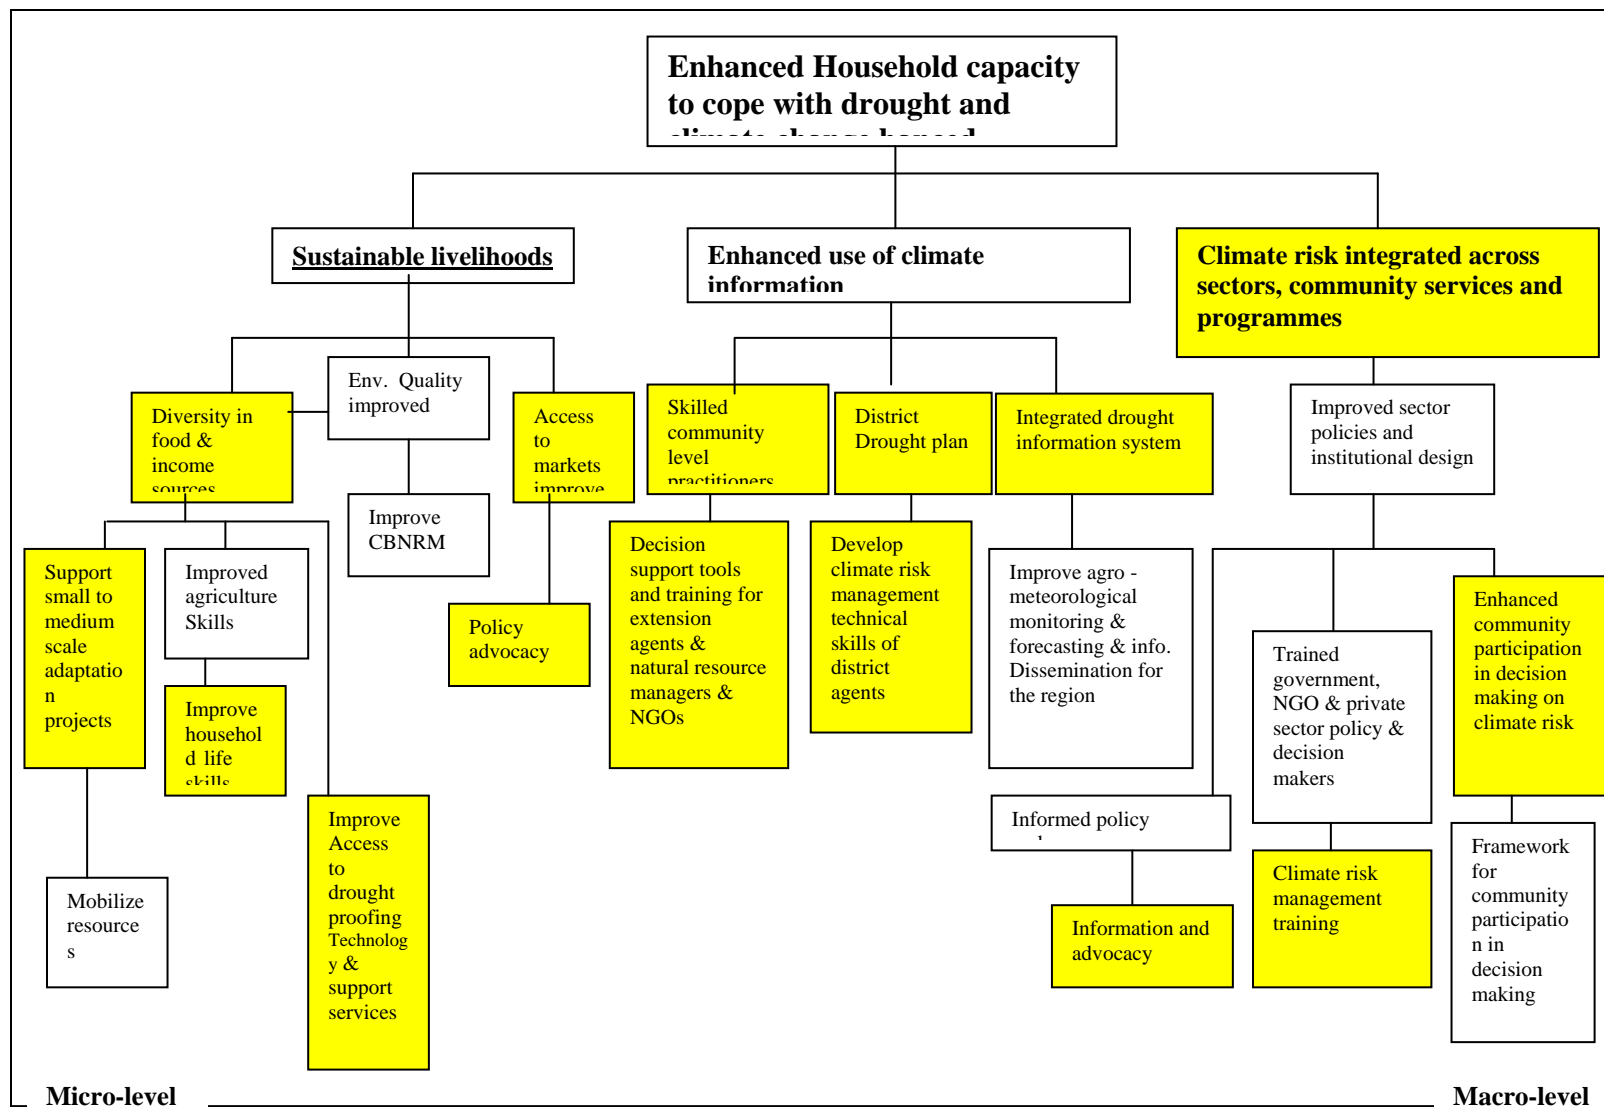 Enhanced Household capacity
to cope with drought and
climate change
Sustainable livelihoods
Enhanced use of climate
information
Climate risk integrated across
sectors, community services and
programmes
Diversity in
food &
income
sources
Env. Quality
improved
Access
to
markets
improve
Skilled
community
level
practitioners
District
Drought plan
Integrated drought
information system
Improved sector
policies and
institutional design
Support
small to
medium
scale
adaptatio
n
projects
Improved
agriculture
Skills
Improve
CBNRM
Policy
advocacy
Decision
support tools
and training for
extension
agents &
natural resource
managers &
NGOs
Develop
climate risk
management
technical
skills of
district
agents
Improve agro -
meteorological
monitoring &
forecasting & info.
Dissemination for
the region
Trained
government,
NGO & private
sector policy &
decision
makers
Enhanced
community
participation
in decision
making on
climate risk
Improve
househol
d life
skills
Improve
Access
to
drought
proofing
Technolog
y &
support
services
Informed policy
Mobilize
resource
s
Information and
advocacy
Climate risk
management
training
Framework
for
community
participatio
n in
decision
making
Micro-level
Macro-level